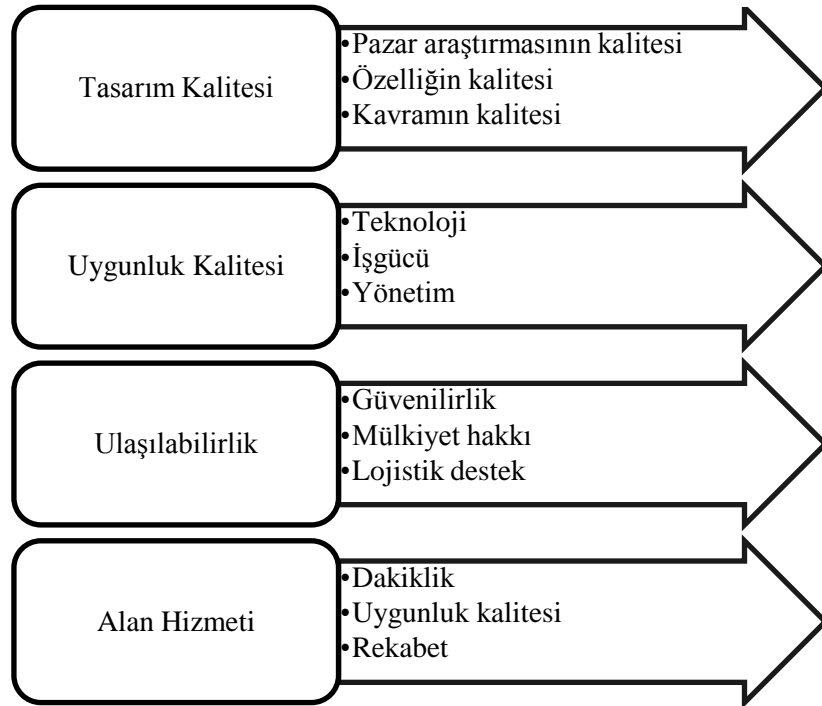 Tasarım Kalitesi
•Pazar araştırmasının kalitesi
•Özelliğin kalitesi
•Kavramın kalitesi
Uygunluk Kalitesi
•Teknoloji
•İşgücü
•Yönetim
Ulaşılabilirlik
•Güvenilirlik
•Mülkiyet hakkı
•Lojistik destek
Alan Hizmeti
•Dakiklik
•Uygunluk kalitesi
•Rekabet